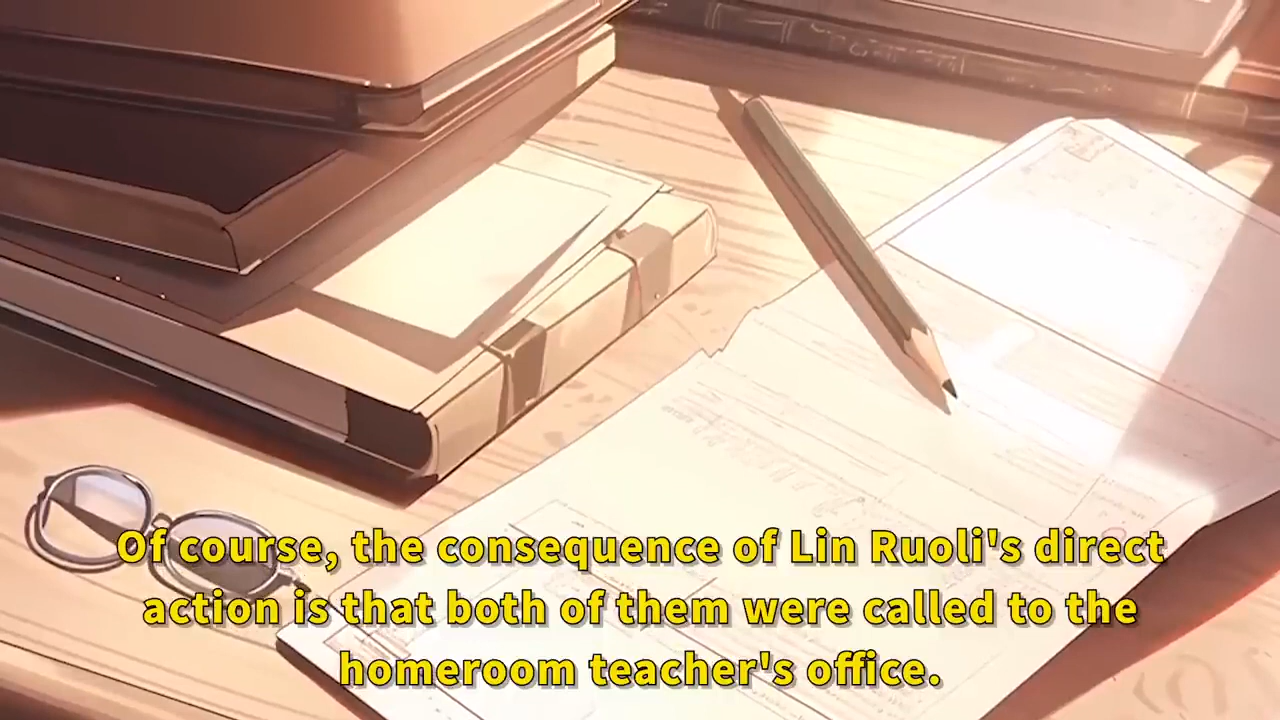 Of course, the consequence of Lin Ruoli's direct
action is that both of them were called to the
homeroom teacher's office.